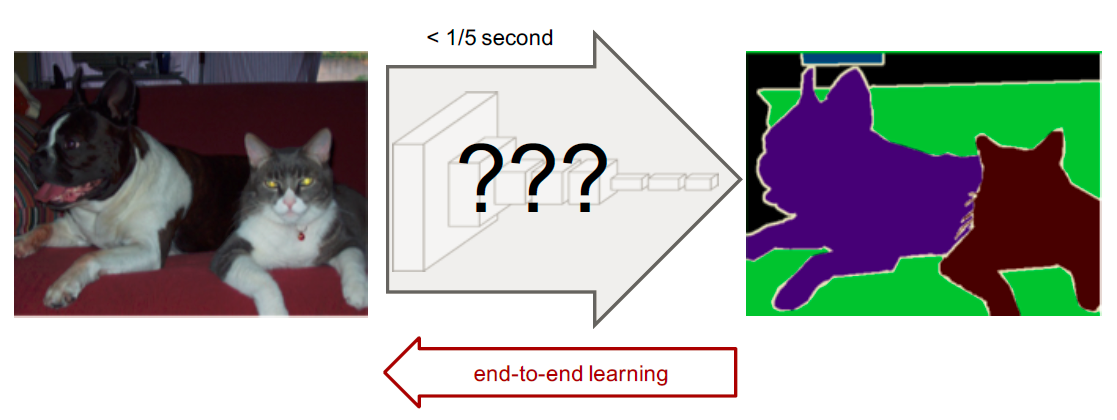 < 1/5 second
???
end-to-end learning